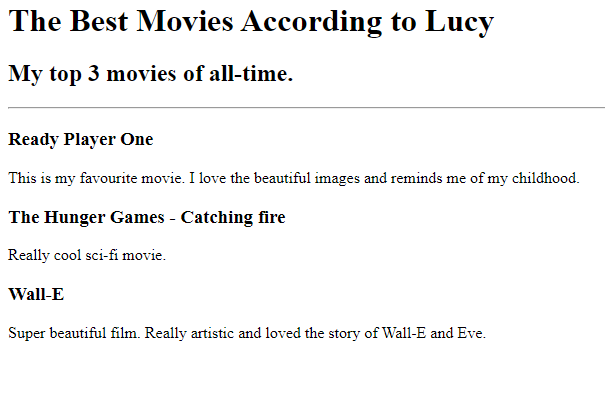 The Best Movies According to Lucy
My top 3 movies of all-time.
Ready Player One
This is my favourite movie. I love the beautiful images and reminds me of my childhood.
The Hunger Games - Catching fire
Really cool sci-fi movie.
Wall-E
Super beautiful film. Really artistic and loved the story of Wall-E and Eve.